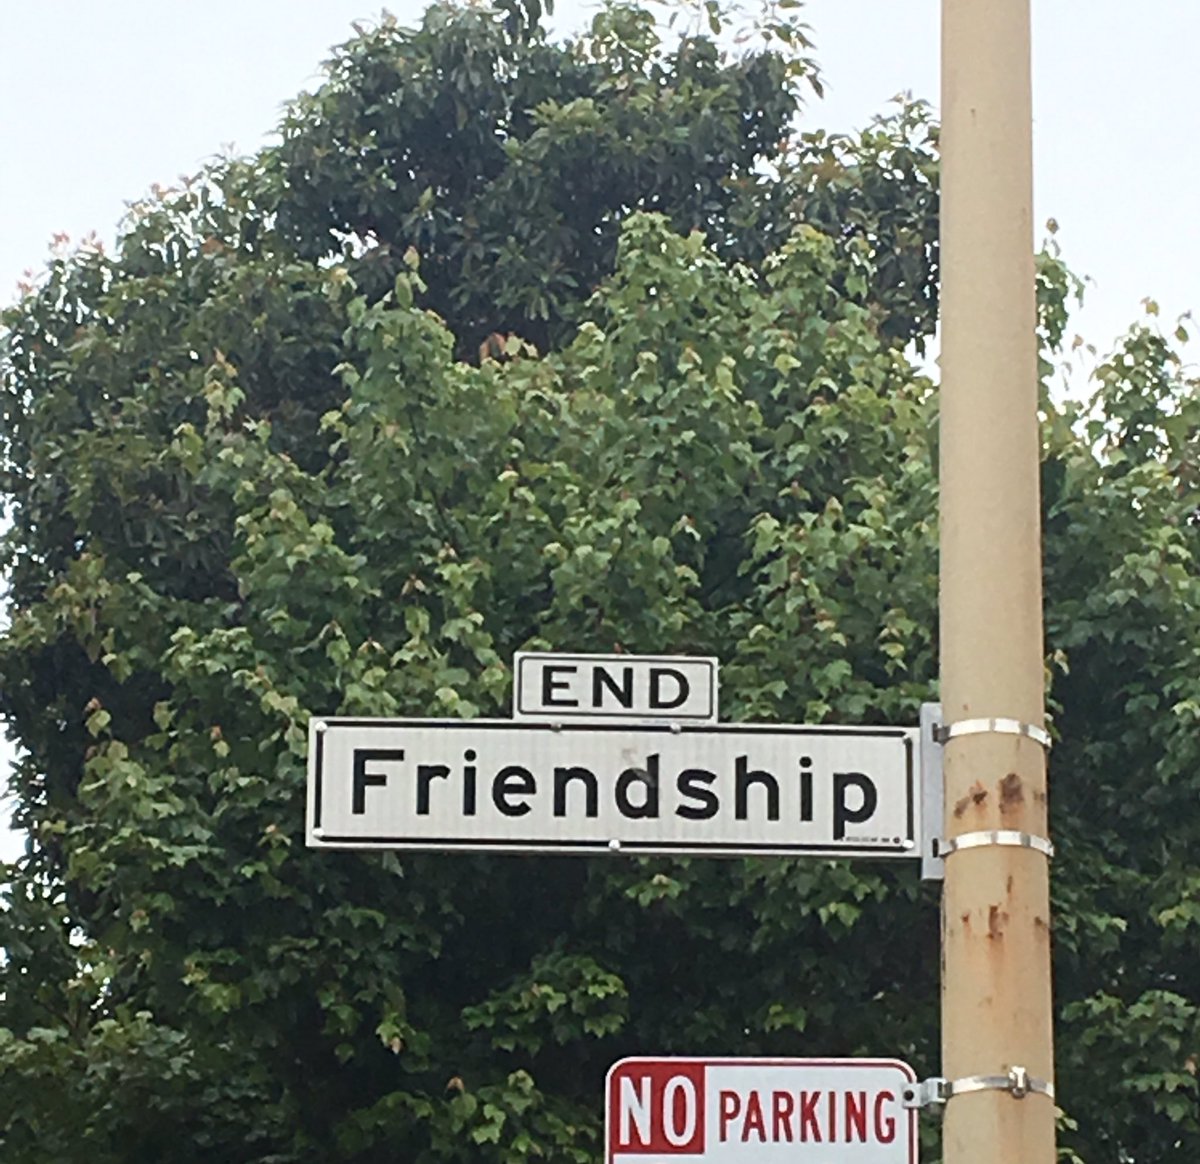 END
Friendship
NO PARKING